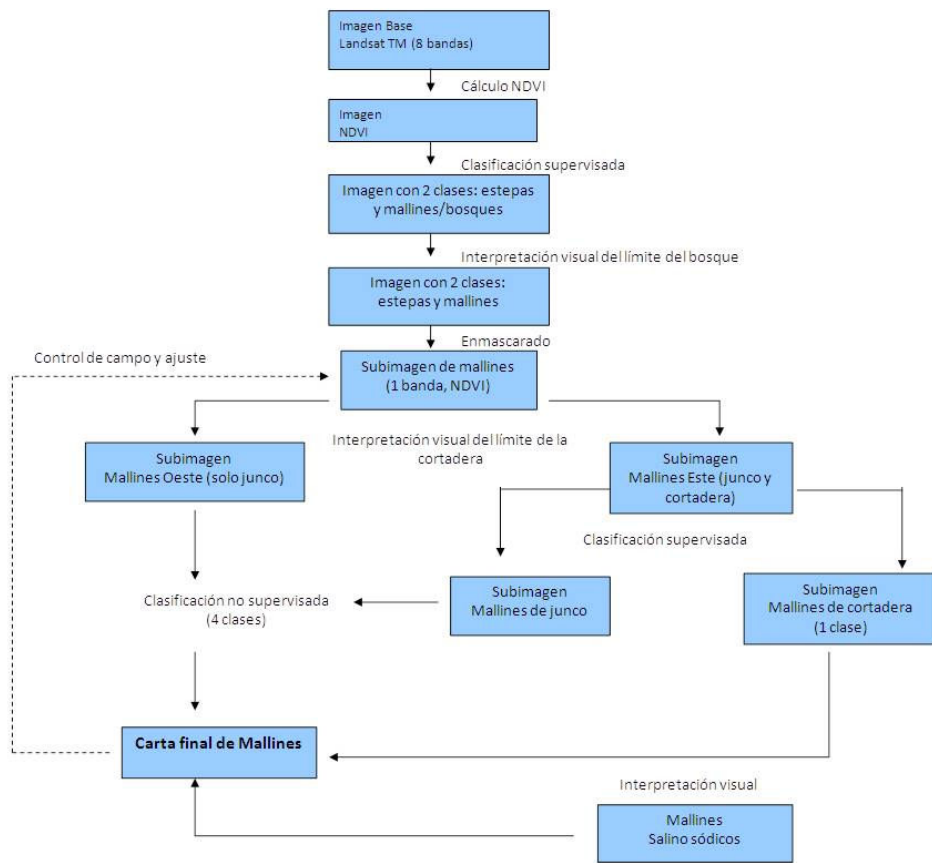 Imagen Base
Landsat TM (8 bandas)
Cálculo NDVI
Imagen
NDVI
Clasificación supervisada
Imagen con 2 clases: estepas
y mallines/bosques
Interpretación visual del límite del bosque
Imagen con 2 clases:
estepas y mallines
Enmascarado
Control de campo y ajuste
Subimagen de mallines
(1 banda, NDVI)
Interpretación visual del límite de la
cortadera
Subimagen
Mallines Oeste (solo junco)
Subimagen
Mallines Este (junco y
cortadera)
Clasificación supervisada
Clasificación no supervisada
(4 clases)
Subimagen
Mallines de junco
Subimagen
Mallines de cortadera
(1 clase)
Carta final de Mallines
Interpretación visual
Mallines
Salino sódicos